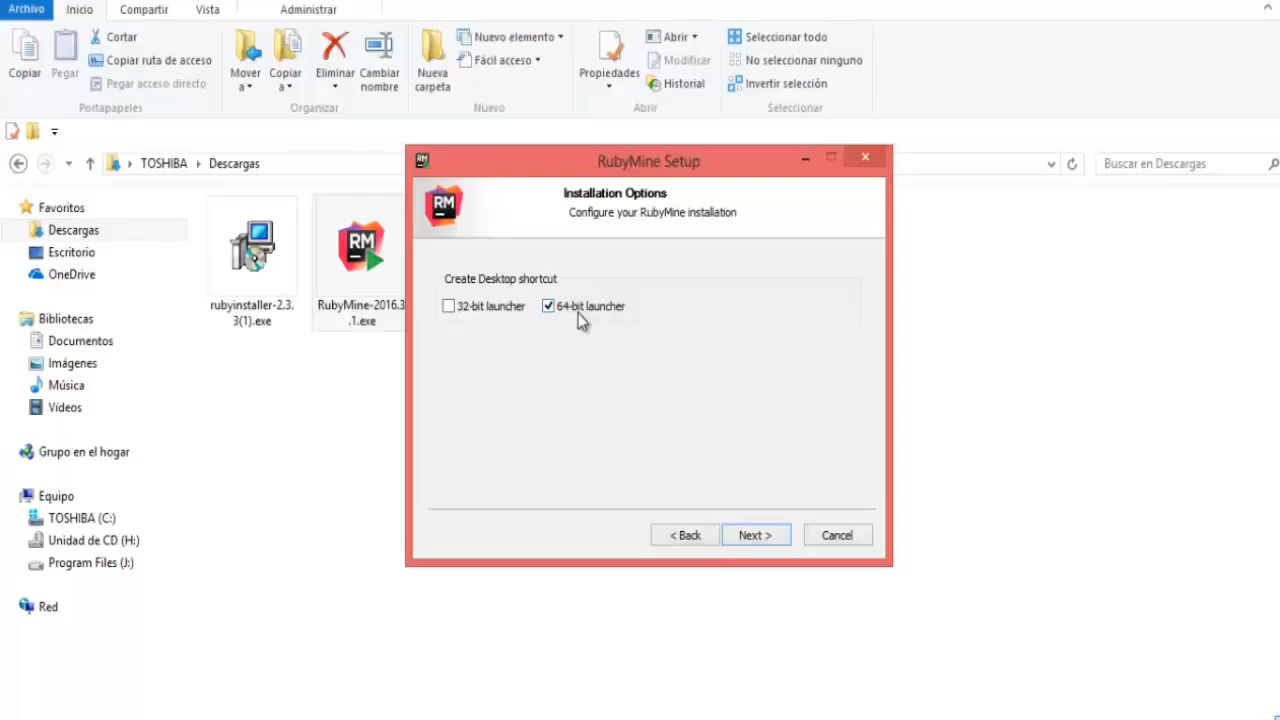 Archivo Inicio Compartir Vista Administrar
Copiar
Pegar
Cortar
Copiar ruta de acceso
Pegar acceso directo
Portapapeles
Mover a
Copiar a
Eliminar
Cambiar nombre
Organizar
Nueva carpeta
Nuevo elemento
Fácil acceso
Nuevo
Propiedades
Abrir
Modificar
Historial
Abrir
Seleccionar todo
No seleccionar ninguno
Invertir selección
Seleccionar
TOSHIBA Descargas
Buscar en Descargas
Favoritos
Descargas
Escritorio
OneDrive
Bibliotecas
Documentos
Imágenes
Música
Vídeos
Grupo en el hogar
Equipo
TOSHIBA (C:)
Unidad de CD (H:)
Program Files (J:)
Red
rubyinstaller-2.3.
3(1).exe
RM
RubyMine-2016.3
.1.exe
RM
RubyMine Setup
RM
Installation Options
Configure your RubyMine installation
Create Desktop shortcut
32-bit launcher 64-bit launcher
< Back Next > Cancel